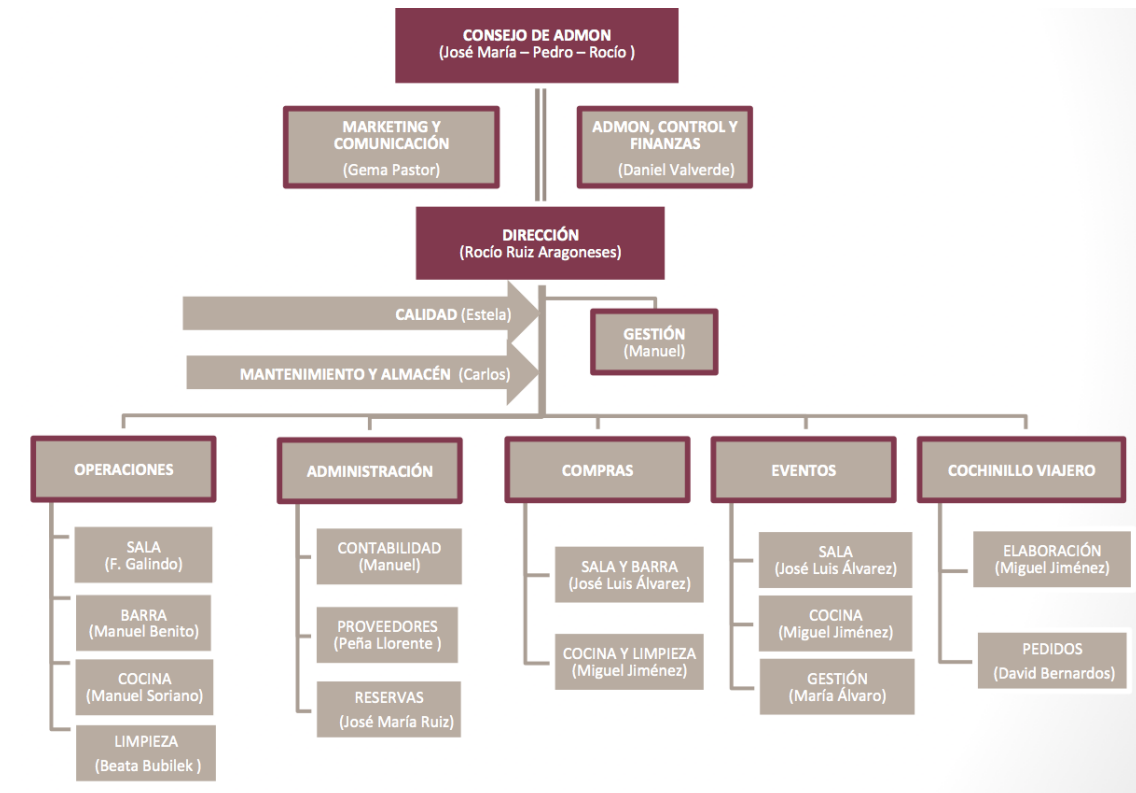 CONSEJO DE ADMON
(José María – Pedro – Rocío )
MARKETING Y
COMUNICACIÓN
(Gema Pastor)
ADMON, CONTROL Y
FINANZAS
(Daniel Valverde)
DIRECCIÓN
(Rocío Ruiz Aragoneses)
CALIDAD (Estela)
GESTIÓN
(Manuel)
MANTENIMIENTO Y ALMACÉN (Carlos)
OPERACIONES
SALA
(F. Galindo)
BARRA
(Manuel Benito)
COCINA
(Manuel Soriano)
LIMPIEZA
(Beata Bubilek )
ADMINISTRACIÓN
CONTABILIDAD
(Manuel)
PROVEEDORES
(Peña Llorente )
RESERVAS
(José María Ruiz)
COMPRAS
SALA Y BARRA
(José Luis Álvarez)
COCINA Y LIMPIEZA
(Miguel Jiménez)
EVENTOS
SALA
(José Luis Álvarez)
COCINA
(Miguel Jiménez)
GESTIÓN
(María Álvaro)
COCHINILLO VIAJERO
ELABORACIÓN
(Miguel Jiménez)
PEDIDOS
(David Bernardos)